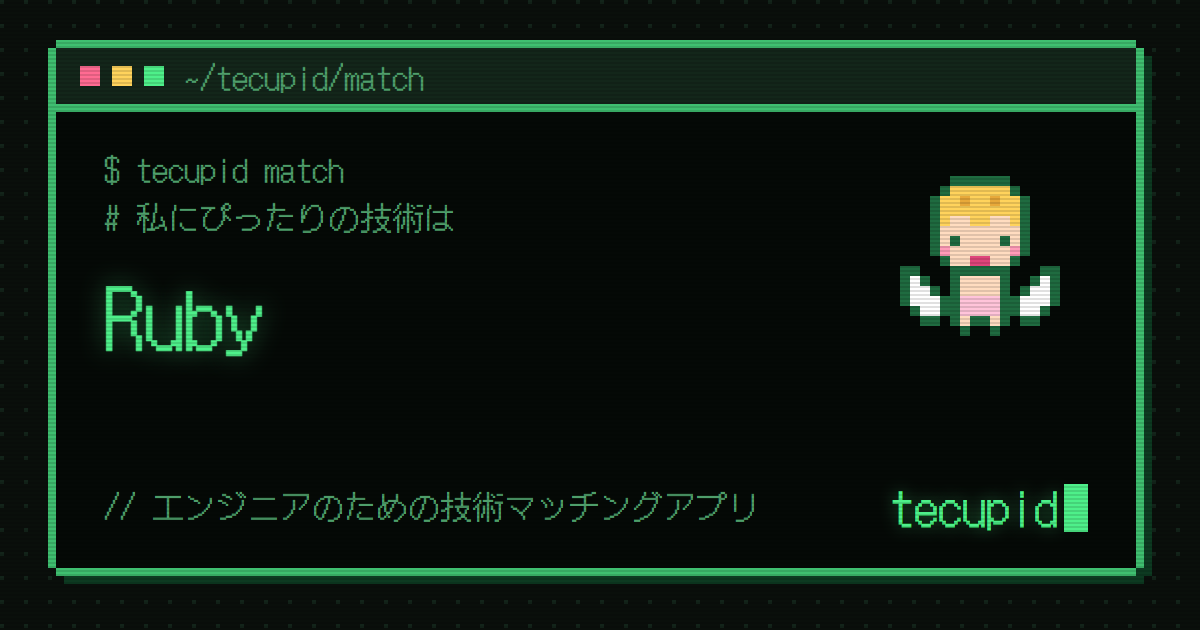 ~/tecupid/match
$ tecupid match
# 私にぴったりの技術は
Ruby
// エンジニアのための技術マッチングアプリ
tecupid